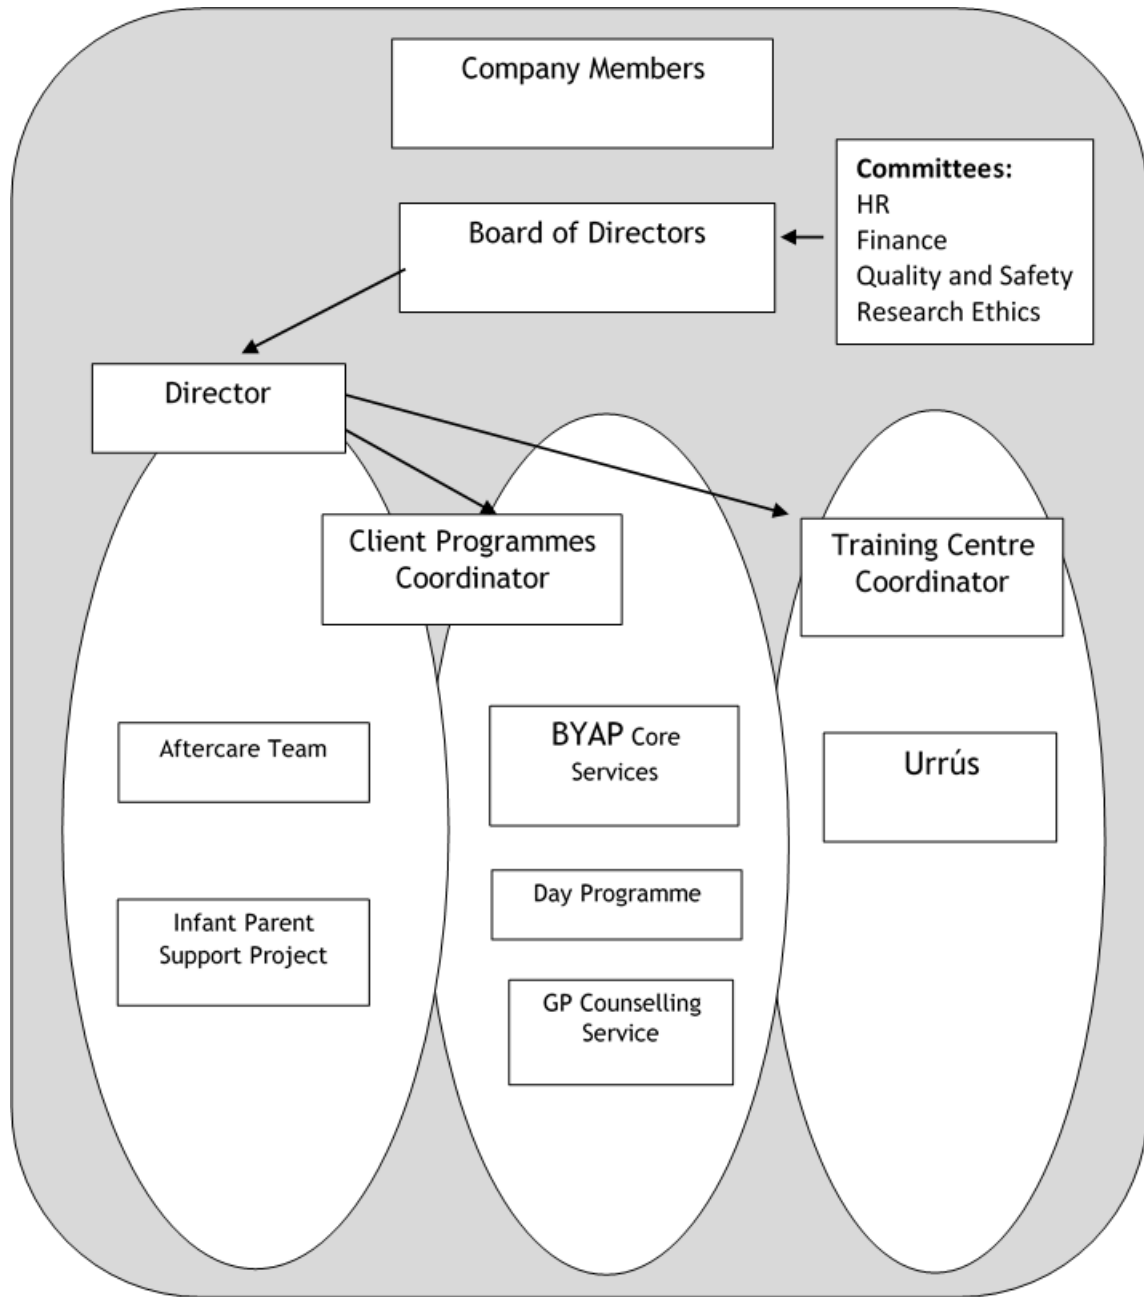 Company Members
Committees:
HR
Finance
Quality and Safety
Research Ethics
Board of Directors
Director
Client Programmes
Coordinator
Training Centre
Coordinator
Aftercare Team
Infant Parent
Support Project
BYAP Core
Services
Day Programme
GP Counselling
Service
Urrús